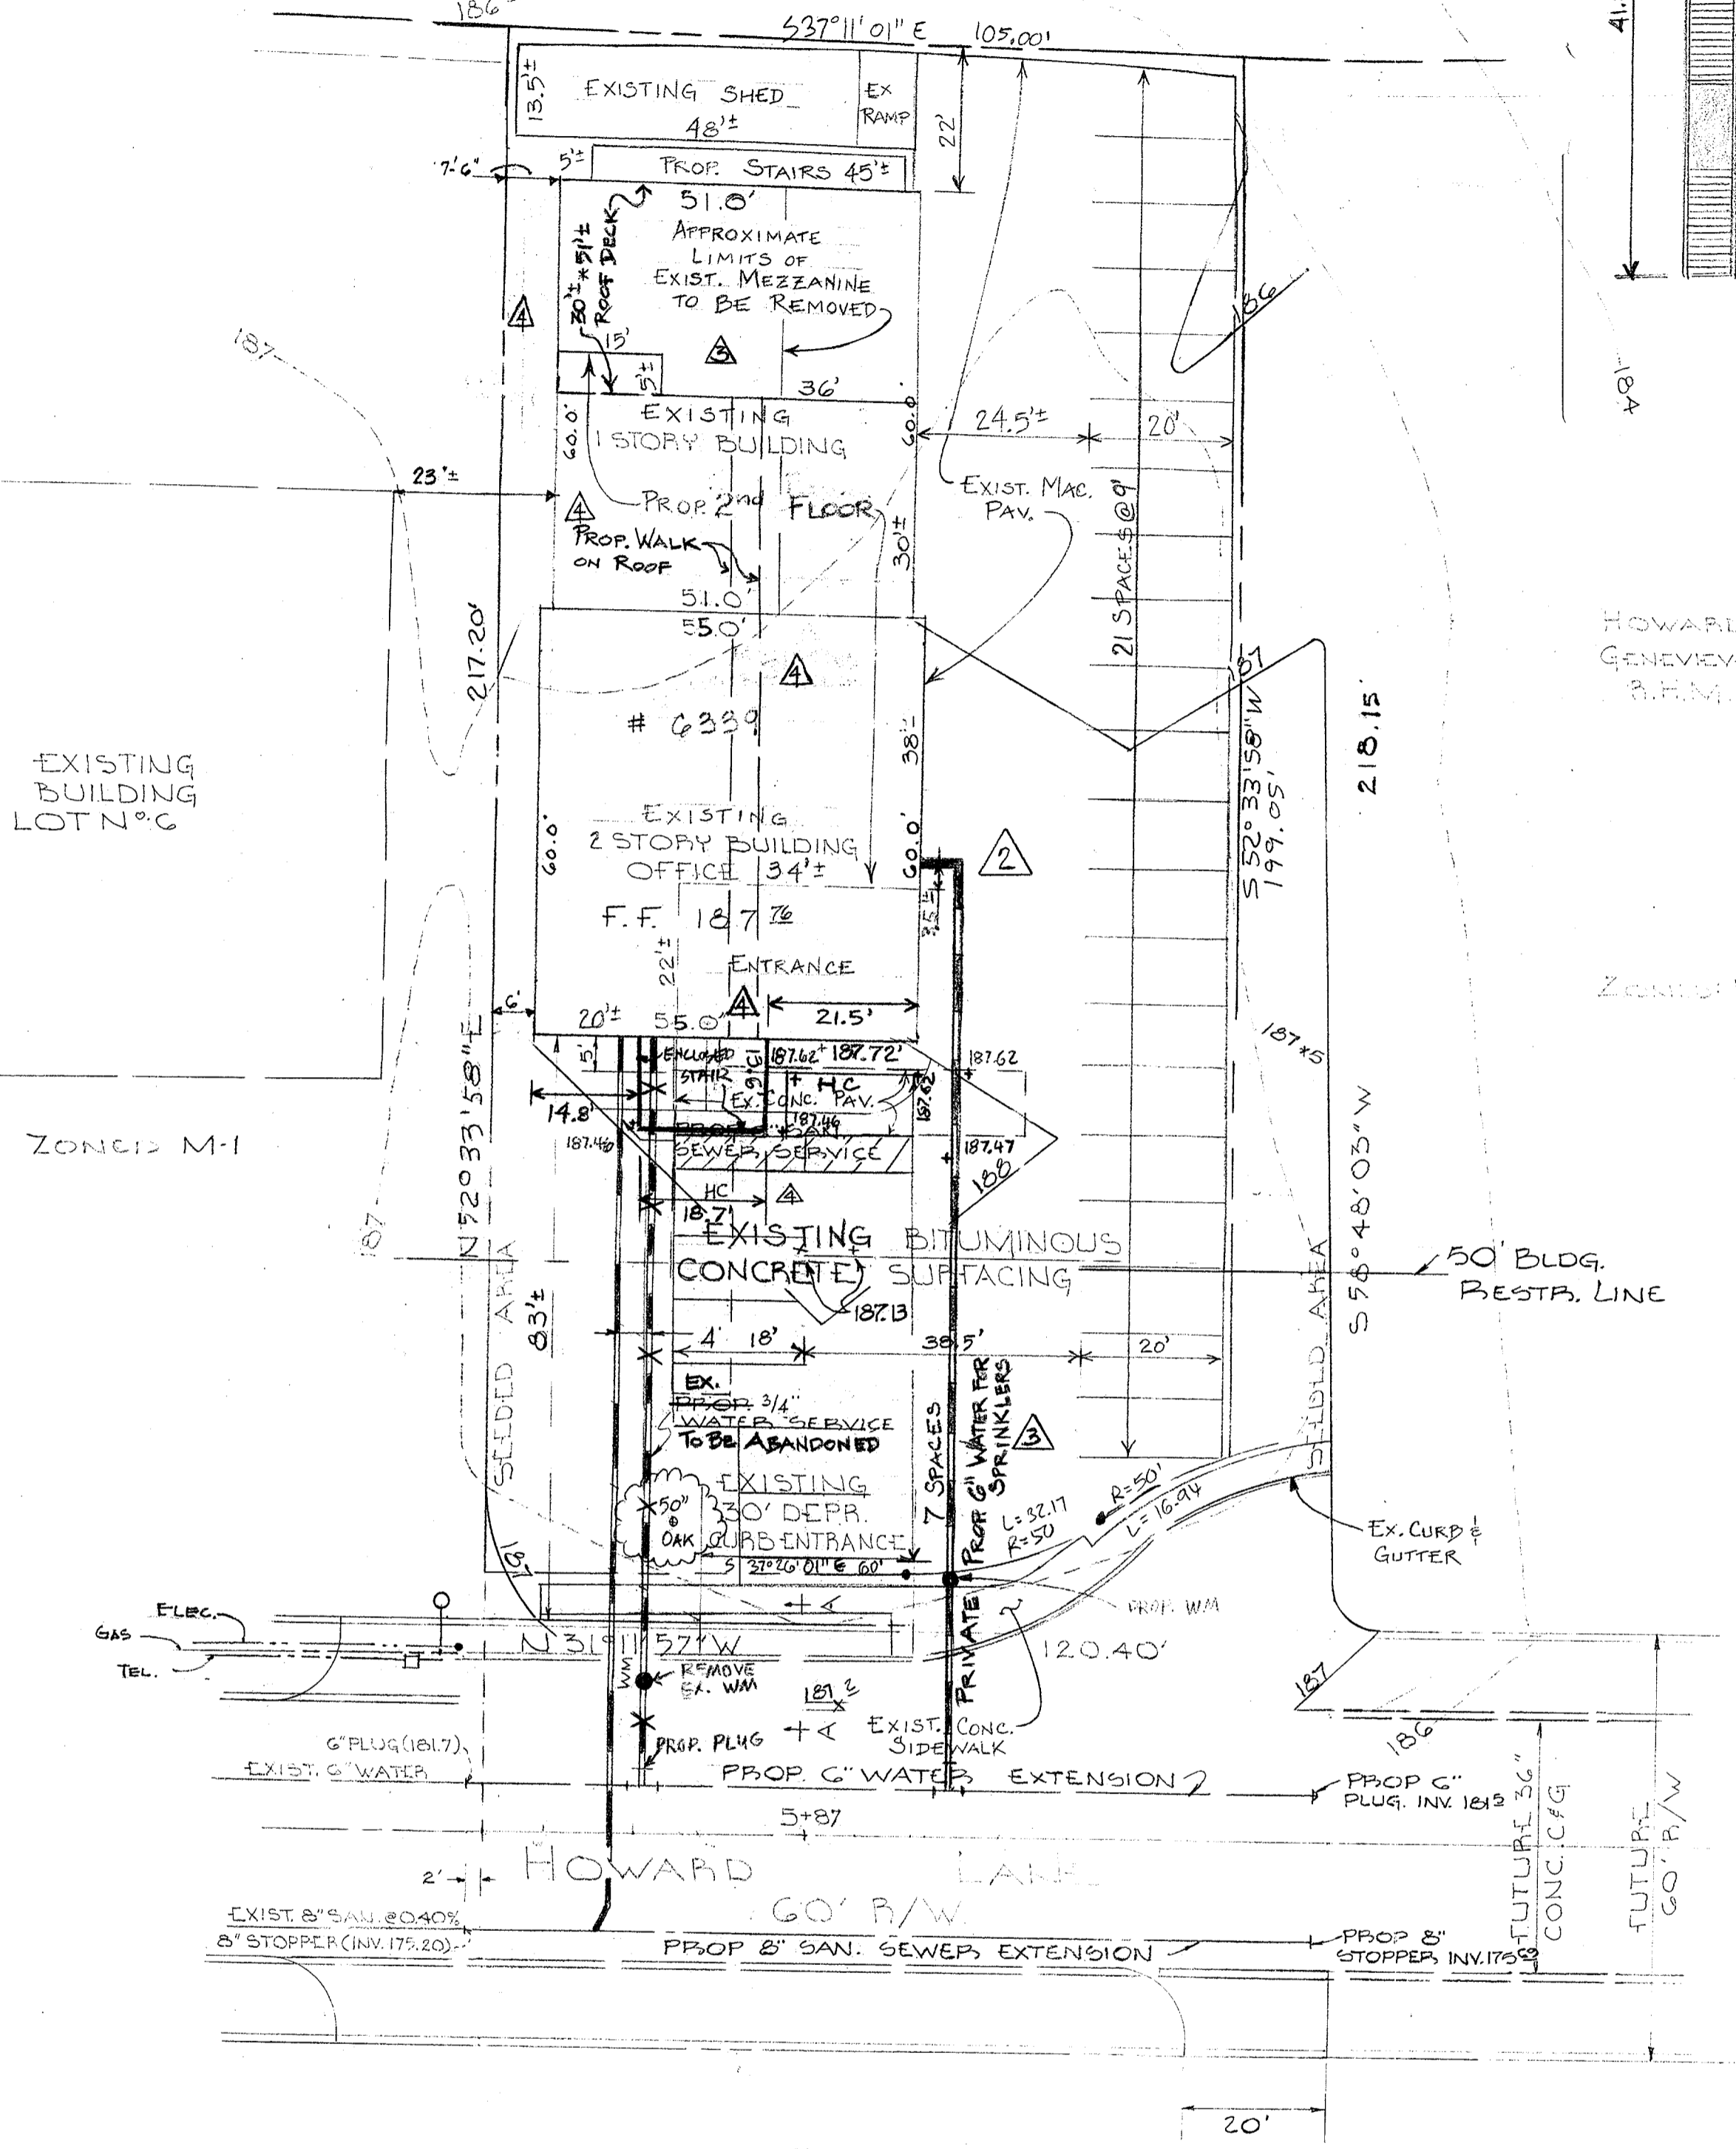 186
S37°11'01" E 105.00'
41.
13.5'±
EXISTING SHED
48'±
EX
RAMP
22'
7'-6"
5'±
PROP. STAIRS 45'±
51.0'
APPROXIMATE
LIMITS OF
EXIST. MEZZANINE
TO BE REMOVED
30'± x 51'±
ROOF DECK
4
15'
5'±
3
36'
187
186
184
EXISTING
1 STORY BUILDING
60.0'
60.0'
24.5'±
20'
23'±
4
PROP. 2nd FLOOR
EXIST. MAC.
PAV.
PROP. WALK
ON ROOF
30'±
21 SPACES @ 9'
51.0'
55.0'
217.20'
4
187
# 6339
38'±
HOWARD
GENEVIEV
R.H.M.
218.15'
S 52° 33' 58" W
199.05'
EXISTING
BUILDING
LOT Nº 6
EXISTING
2 STORY BUILDING
OFFICE 34'±
60.0'
60.0'
2
F.F. 187 76
22'±
ENTRANCE
4
6'
20'±
55.0'
21.5'
187x5
5'
ENCLOSED
STAIR
187.62+ 187.72'
187.62
HC
EX. CONC. PAV.
187.62
14.8'
187.46
187.46
SEWER SERVICE
187.47
188
ZONED M-1
N 52° 33' 58" E
HC
4
18.7'
187
EXISTING BITUMINOUS
CONCRETE SURFACING
187.13
50' BLDG.
RESTR. LINE
S 58° 48' 03" W
SEEDED AREA
83'±
4' 18'
38.5'
20'
SEEDED AREA
EX.
PROP. 3/4"
WATER SERVICE
TO BE ABANDONED
7 SPACES
PRIVATE PROP 6" WATER FOR
SPRINKLERS
3
50"
OAK
EXISTING
30' DEPR.
CURB ENTRANCE
S 37°26'01" E 60'
L=32.17
R=50
R=50'
L=16.94
EX. CURB &
GUTTER
187
ELEC.
GAS
TEL.
N 31°11'57" W
120.40'
PROP. WM
WM
REMOVE
EX. WM
187
EXIST. CONC.
SIDEWALK
186
PROP. PLUG
6" PLUG (181.7)
EXIST. 6" WATER
PROP. 6" WATER EXTENSION
PROP 6"
PLUG. INV. 181
5+87
2'
HOWARD LANE
60' R/W
FUTURE 36"
CONC. C&G
FUTURE
60' R/W
EXIST. 8" SAN. @0.40%
8" STOPPER (INV. 175.20)
PROP 8" SAN. SEWER EXTENSION
PROP 8"
STOPPER INV. 175
20'